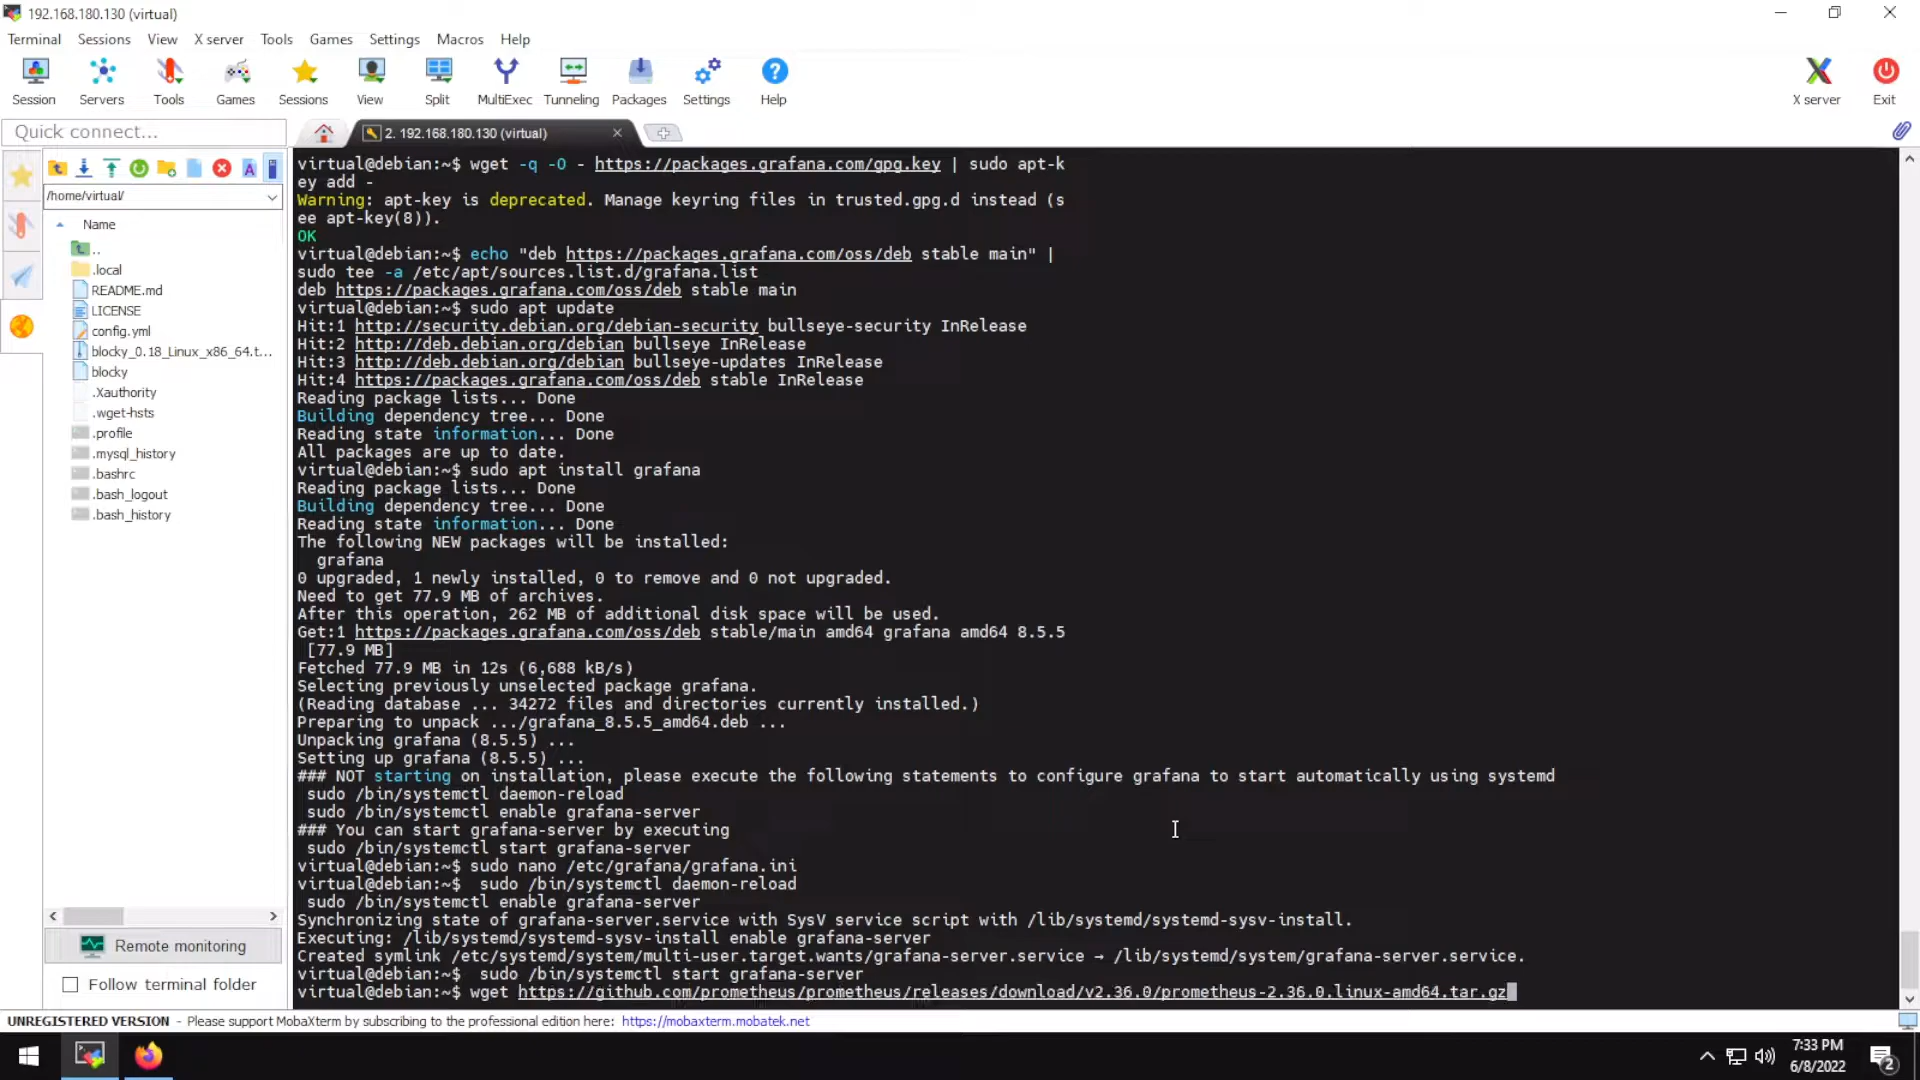 192.168.180.130 (virtual)
Terminal Sessions View X server Tools Games Settings Macros Help
Session Servers Tools Games Sessions View Split MultiExec Tunneling Packages Settings Help X server Exit
Quick connect...
2. 192.168.180.130 (virtual)
/home/virtual/
Name
..
.local
README.md
LICENSE
config.yml
blocky_0.18_Linux_x86_64.t...
blocky
.Xauthority
.wget-hsts
.profile
.mysql_history
.bashrc
.bash_logout
.bash_history
Remote monitoring
Follow terminal folder
virtual@debian:~$ wget -q -O - https://packages.grafana.com/gpg.key | sudo apt-k
ey add -
Warning: apt-key is deprecated. Manage keyring files in trusted.gpg.d instead (s
ee apt-key(8)).
OK
virtual@debian:~$ echo "deb https://packages.grafana.com/oss/deb stable main" |
sudo tee -a /etc/apt/sources.list.d/grafana.list
deb https://packages.grafana.com/oss/deb stable main
virtual@debian:~$ sudo apt update
Hit:1 http://security.debian.org/debian-security bullseye-security InRelease
Hit:2 http://deb.debian.org/debian bullseye InRelease
Hit:3 http://deb.debian.org/debian bullseye-updates InRelease
Hit:4 https://packages.grafana.com/oss/deb stable InRelease
Reading package lists... Done
Building dependency tree... Done
Reading state information... Done
All packages are up to date.
virtual@debian:~$ sudo apt install grafana
Reading package lists... Done
Building dependency tree... Done
Reading state information... Done
The following NEW packages will be installed:
  grafana
0 upgraded, 1 newly installed, 0 to remove and 0 not upgraded.
Need to get 77.9 MB of archives.
After this operation, 262 MB of additional disk space will be used.
Get:1 https://packages.grafana.com/oss/deb stable/main amd64 grafana amd64 8.5.5
 [77.9 MB]
Fetched 77.9 MB in 12s (6,688 kB/s)
Selecting previously unselected package grafana.
(Reading database ... 34272 files and directories currently installed.)
Preparing to unpack .../grafana_8.5.5_amd64.deb ...
Unpacking grafana (8.5.5) ...
Setting up grafana (8.5.5) ...
### NOT starting on installation, please execute the following statements to configure grafana to start automatically using systemd
 sudo /bin/systemctl daemon-reload
 sudo /bin/systemctl enable grafana-server
### You can start grafana-server by executing
 sudo /bin/systemctl start grafana-server
virtual@debian:~$ sudo nano /etc/grafana/grafana.ini
virtual@debian:~$  sudo /bin/systemctl daemon-reload
 sudo /bin/systemctl enable grafana-server
Synchronizing state of grafana-server.service with SysV service script with /lib/systemd/systemd-sysv-install.
Executing: /lib/systemd/systemd-sysv-install enable grafana-server
Created symlink /etc/systemd/system/multi-user.target.wants/grafana-server.service → /lib/systemd/system/grafana-server.service.
virtual@debian:~$  sudo /bin/systemctl start grafana-server
virtual@debian:~$ wget https://github.com/prometheus/prometheus/releases/download/v2.36.0/prometheus-2.36.0.linux-amd64.tar.gz
UNREGISTERED VERSION - Please support MobaXterm by subscribing to the professional edition here: https://mobaxterm.mobatek.net
7:33 PM
6/8/2022
2